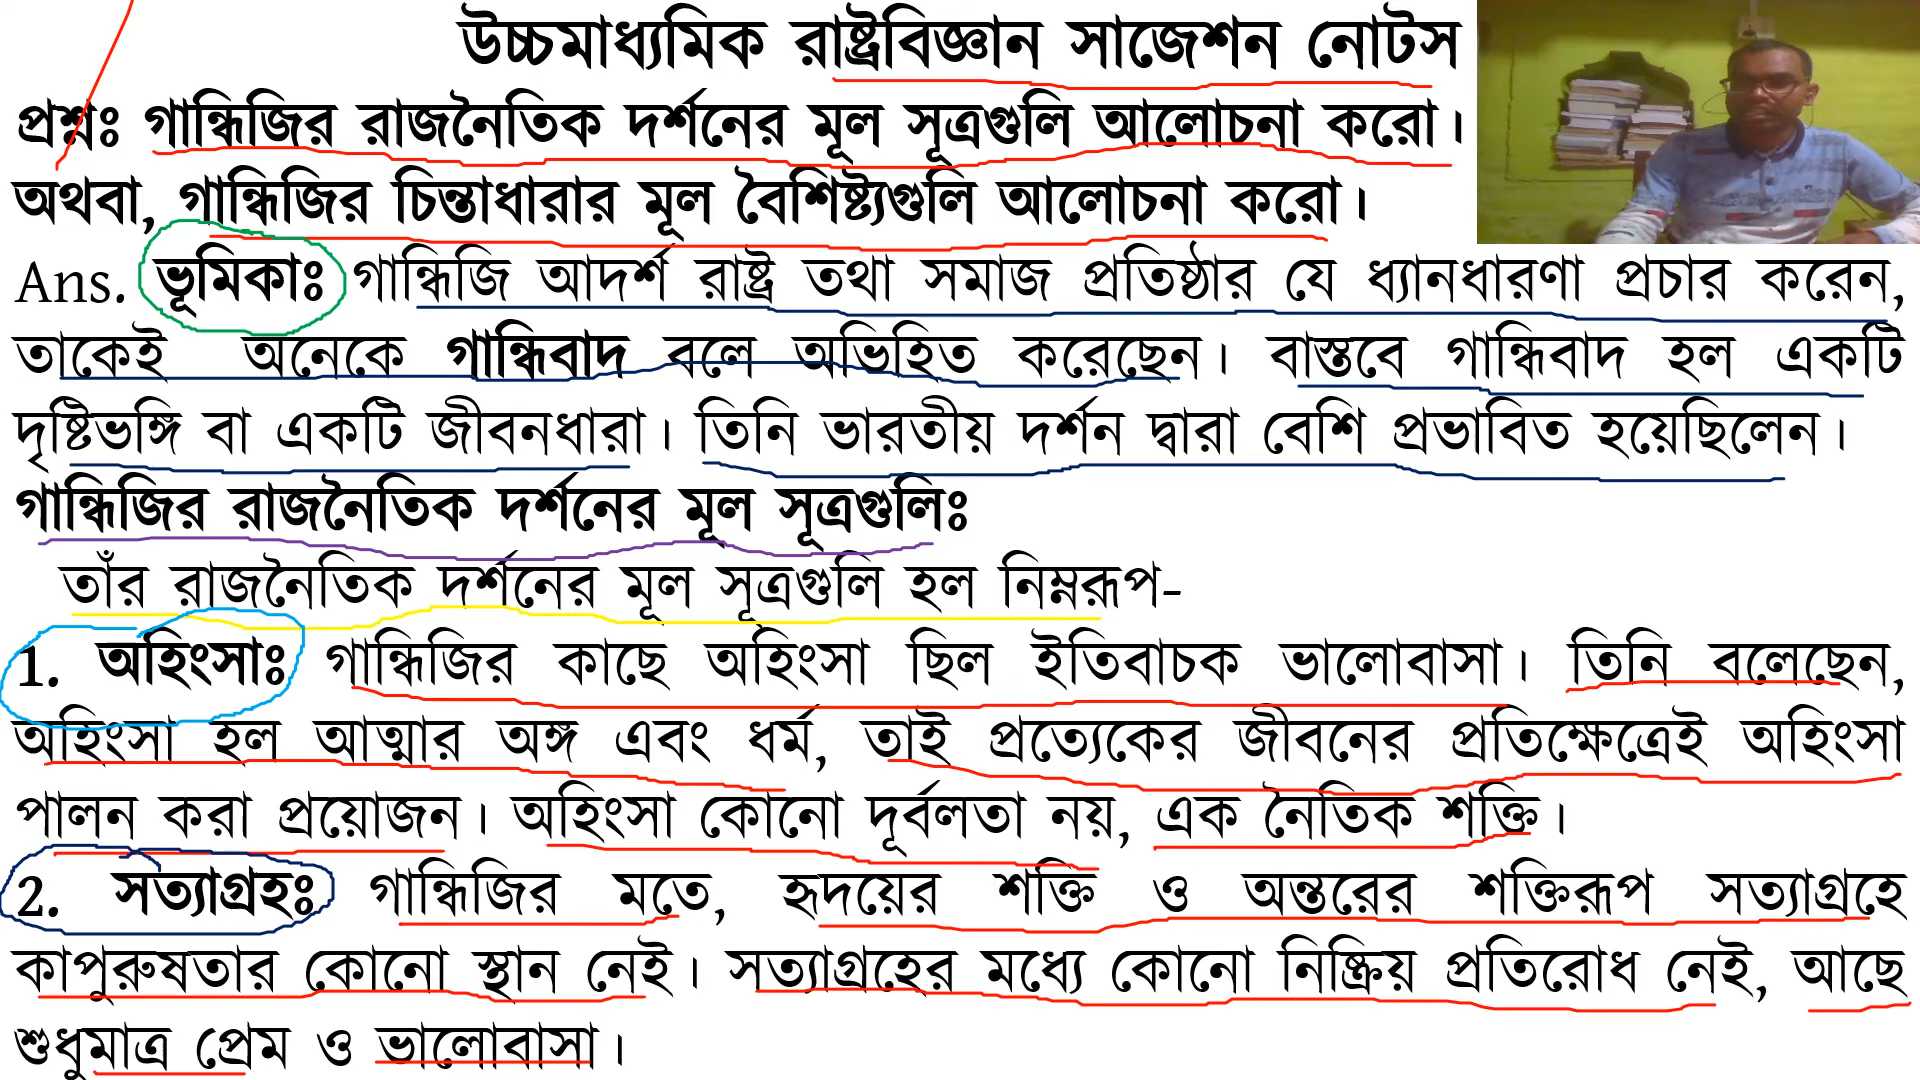 উচ্চমাধ্যমিক রাষ্ট্রবিজ্ঞান সাজেশন নোটস
প্রশ্নঃ গান্ধিজির রাজনৈতিক দর্শনের মূল সূত্রগুলি আলোচনা করো।
অথবা, গান্ধিজির চিন্তাধারার মূল বৈশিষ্ট্যগুলি আলোচনা করো।
Ans. ভূমিকাঃ গান্ধিজি আদর্শ রাষ্ট্র তথা সমাজ প্রতিষ্ঠার যে ধ্যানধারণা প্রচার করেন,
তাকেই অনেকে গান্ধিবাদ বলে অভিহিত করেছেন। বাস্তবে গান্ধিবাদ হল একটি
দৃষ্টিভঙ্গি বা একটি জীবনধারা। তিনি ভারতীয় দর্শন দ্বারা বেশি প্রভাবিত হয়েছিলেন।
গান্ধিজির রাজনৈতিক দর্শনের মূল সূত্রগুলিঃ
তাঁর রাজনৈতিক দর্শনের মূল সূত্রগুলি হল নিম্নরূপ-
1. অহিংসাঃ গান্ধিজির কাছে অহিংসা ছিল ইতিবাচক ভালোবাসা। তিনি বলেছেন,
অহিংসা হল আত্মার অঙ্গ এবং ধর্ম, তাই প্রত্যেকের জীবনের প্রতিক্ষেত্রেই অহিংসা
পালন করা প্রয়োজন। অহিংসা কোনো দূর্বলতা নয়, এক নৈতিক শক্তি।
2. সত্যাগ্রহঃ গান্ধিজির মতে, হৃদয়ের শক্তি ও অন্তরের শক্তিরূপ সত্যাগ্রহে
কাপুরুষতার কোনো স্থান নেই। সত্যাগ্রহের মধ্যে কোনো নিষ্ক্রিয় প্রতিরোধ নেই, আছে
শুধুমাত্র প্রেম ও ভালোবাসা।